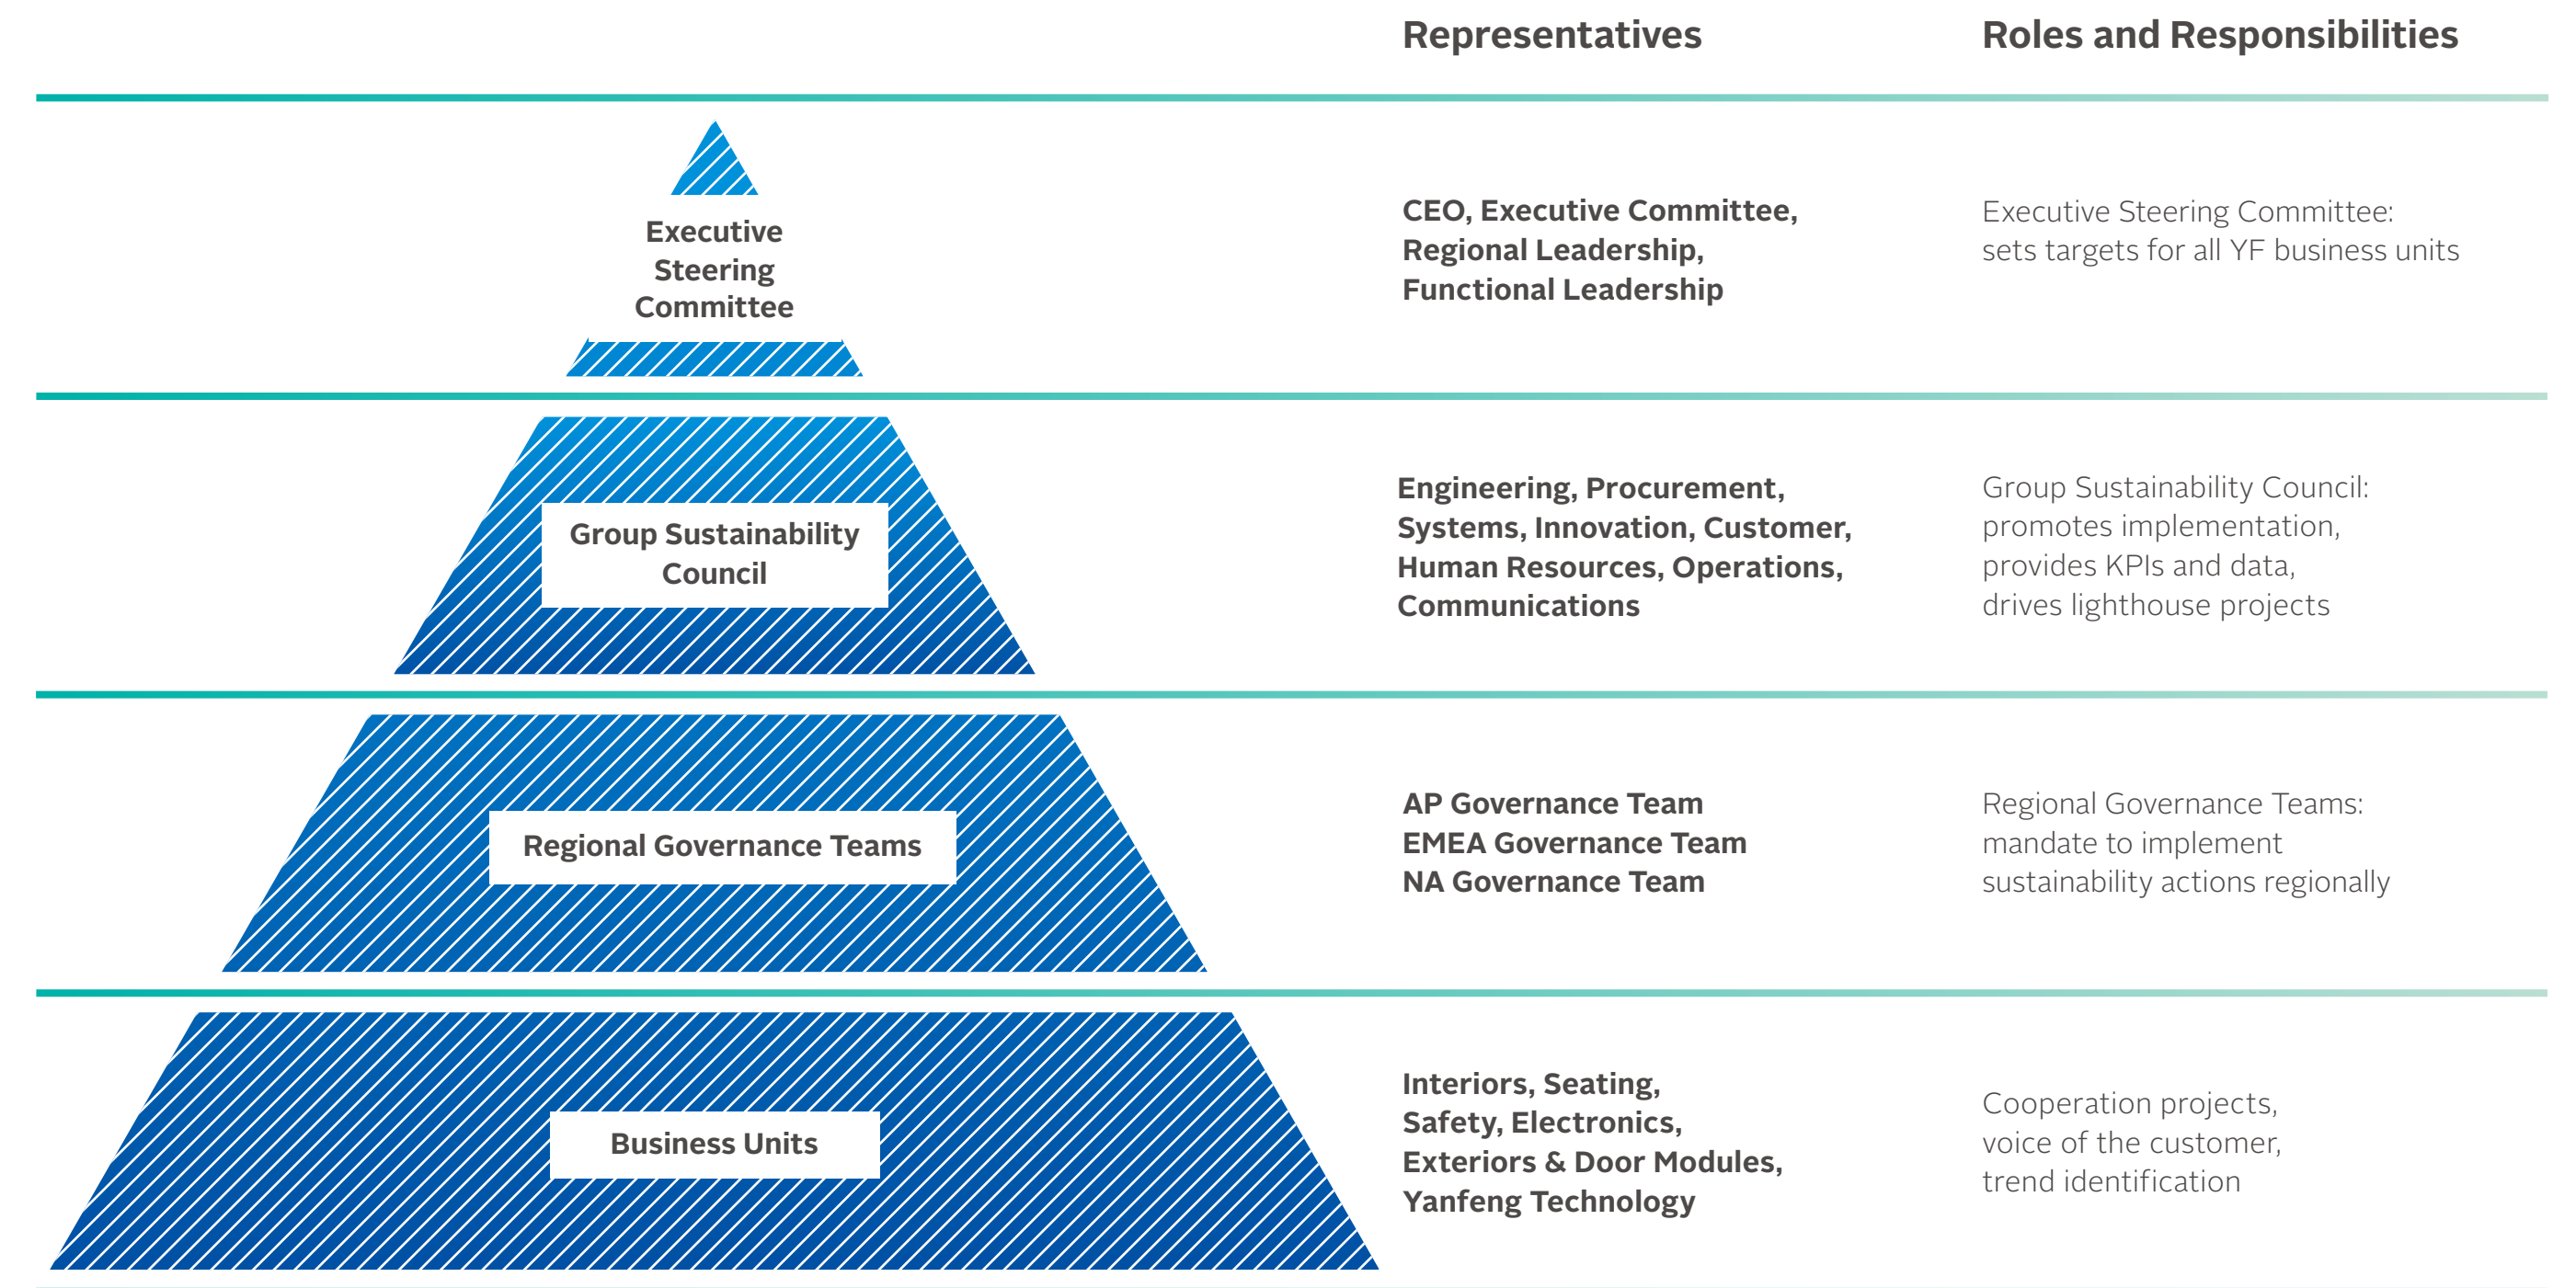 Representatives
Roles and Responsibilities
Executive
Steering
Committee
CEO, Executive Committee,
Regional Leadership,
Functional Leadership
Executive Steering Committee:
sets targets for all YF business units
Group Sustainability
Council
Engineering, Procurement,
Systems, Innovation, Customer,
Human Resources, Operations,
Communications
Group Sustainability Council:
promotes implementation,
provides KPIs and data,
drives lighthouse projects
Regional Governance Teams
AP Governance Team
EMEA Governance Team
NA Governance Team
Regional Governance Teams:
mandate to implement
sustainability actions regionally
Business Units
Interiors, Seating,
Safety, Electronics,
Exteriors & Door Modules,
Yanfeng Technology
Cooperation projects,
voice of the customer,
trend identification